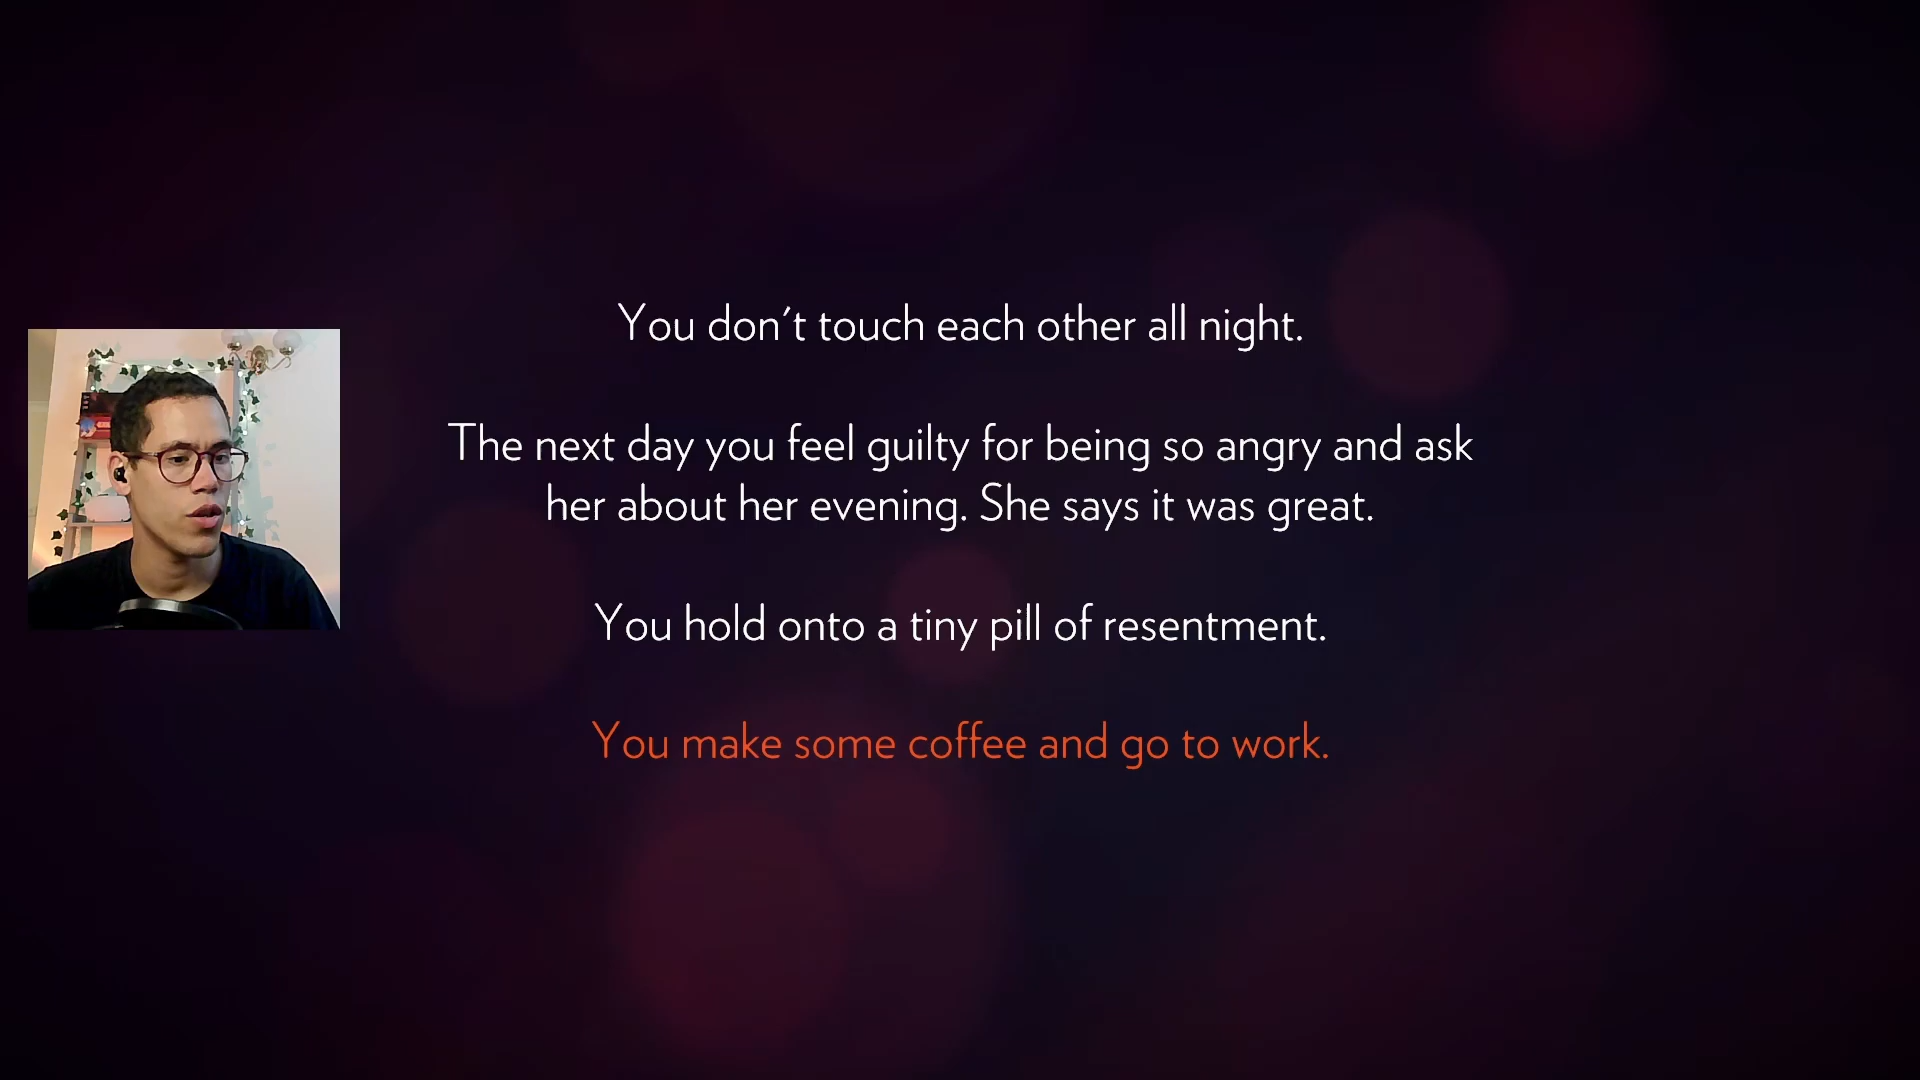 You don't touch each other all night.
The next day you feel guilty for being so angry and ask
her about her evening. She says it was great.
You hold onto a tiny pill of resentment.
You make some coffee and go to work.